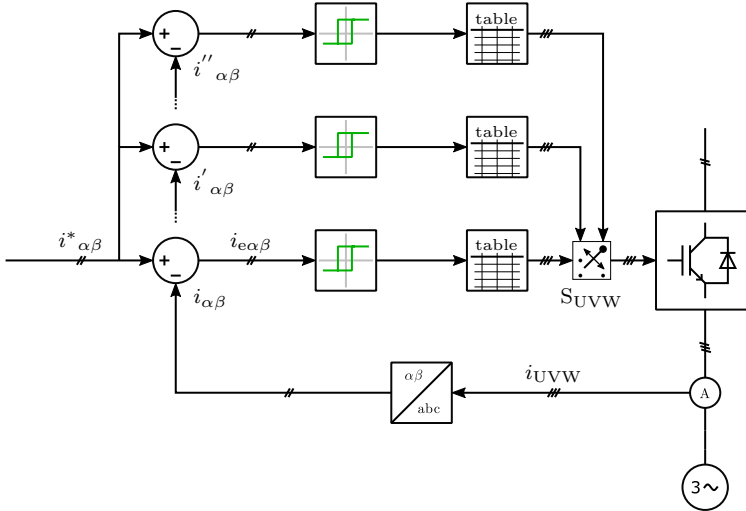 table
+
−
i''αβ
table
+
−
i'αβ
i*αβ
ieαβ
table
+
−
iαβ
SUVW
αβ
abc
iUVW
A
3~